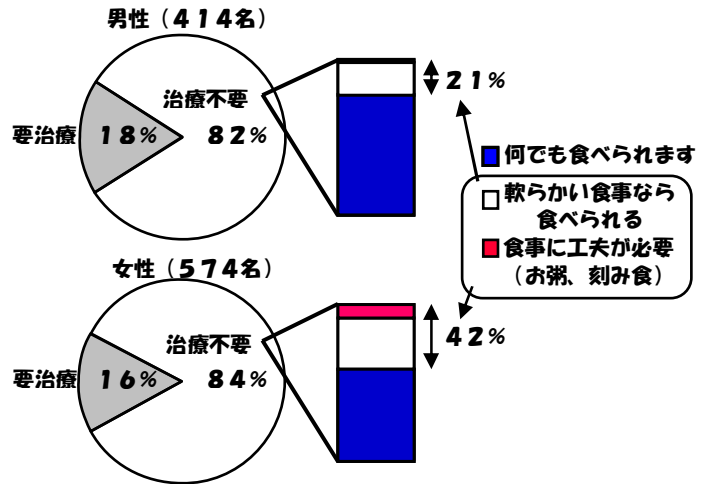 男性（４１４名）
治療不要
要治療 １８% ８２%
２１%
何でも食べられます
軟らかい食事なら
食べられる
食事に工夫が必要
（お粥、刻み食）
女性（５７４名）
治療不要
要治療 １６% ８４%
４２%